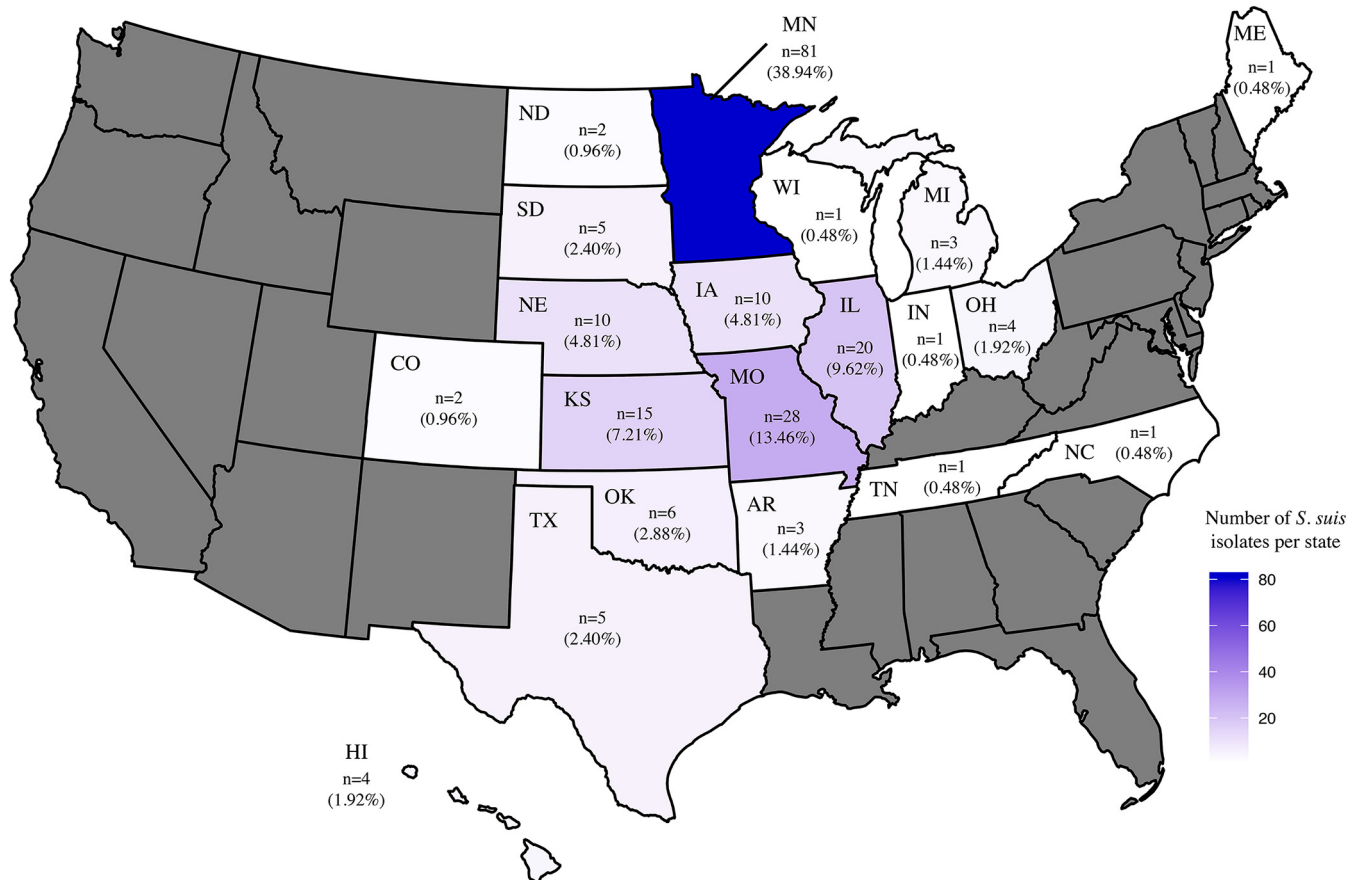 MN
n=81
(38.94%)
ME
n=1
(0.48%)
ND
n=2
(0.96%)
WI
n=1
(0.48%)
MI
n=3
(1.44%)
SD
n=5
(2.40%)
NE
n=10
(4.81%)
IA
n=10
(4.81%)
IL
n=20
(9.62%)
IN
n=1
(0.48%)
OH
n=4
(1.92%)
CO
n=2
(0.96%)
KS
n=15
(7.21%)
MO
n=28
(13.46%)
NC
n=1
(0.48%)
TN
n=1
(0.48%)
OK
n=6
(2.88%)
AR
n=3
(1.44%)
TX
n=5
(2.40%)
HI
n=4
(1.92%)
Number of S. suis
isolates per state
80
60
40
20